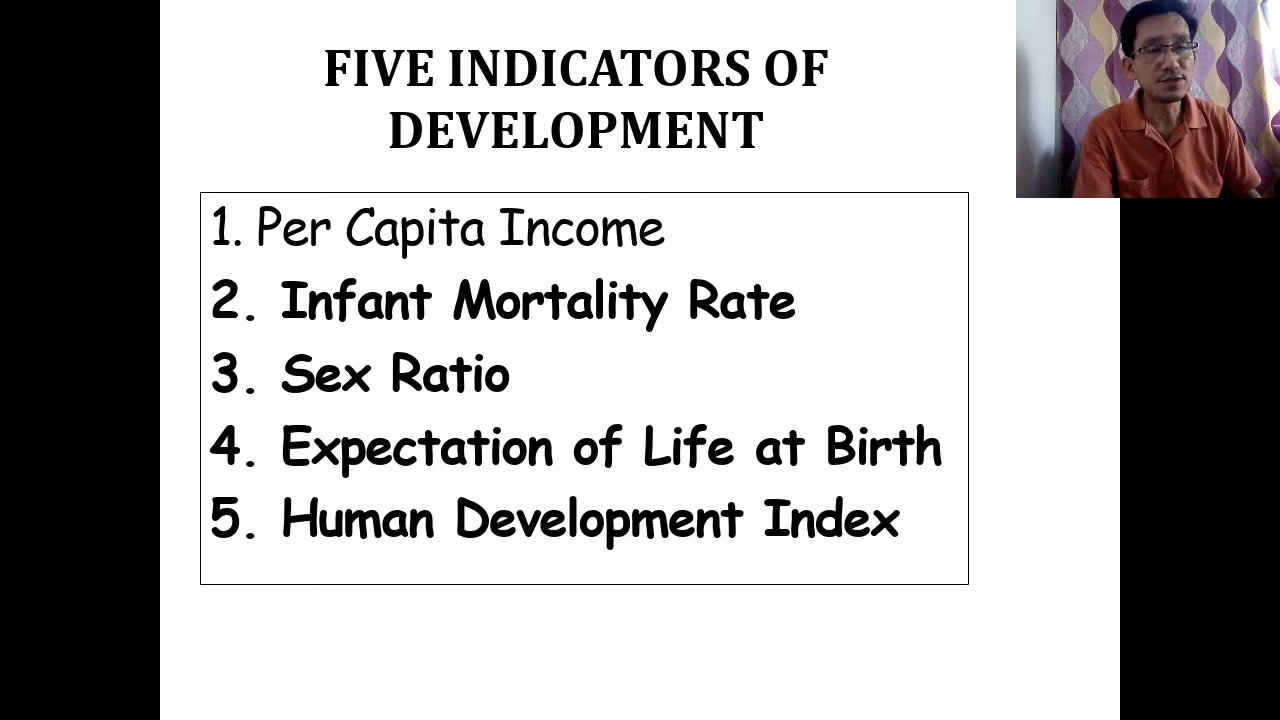 FIVE INDICATORS OF
DEVELOPMENT
1. Per Capita Income
2. Infant Mortality Rate
3. Sex Ratio
4. Expectation of Life at Birth
5. Human Development Index